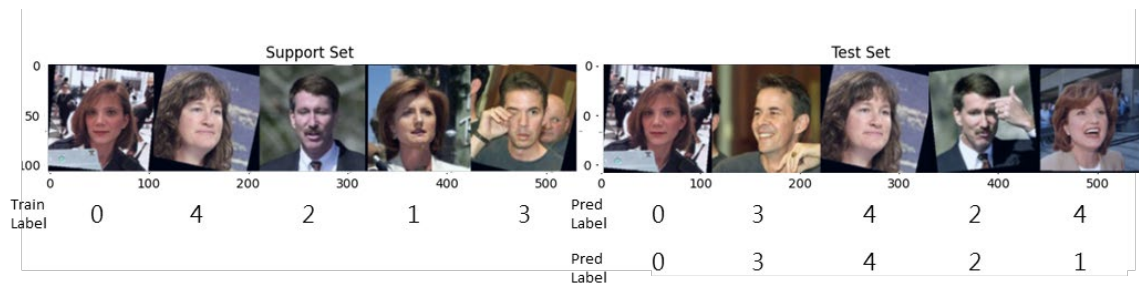 Support Set
Test Set
0
50
100
0
0
0
0 100 200 300 400 500
0 100 200 300 400 500
Train Label 0 4 2 1 3
Pred Label 0 3 4 2 4
Pred Label 0 3 4 2 1